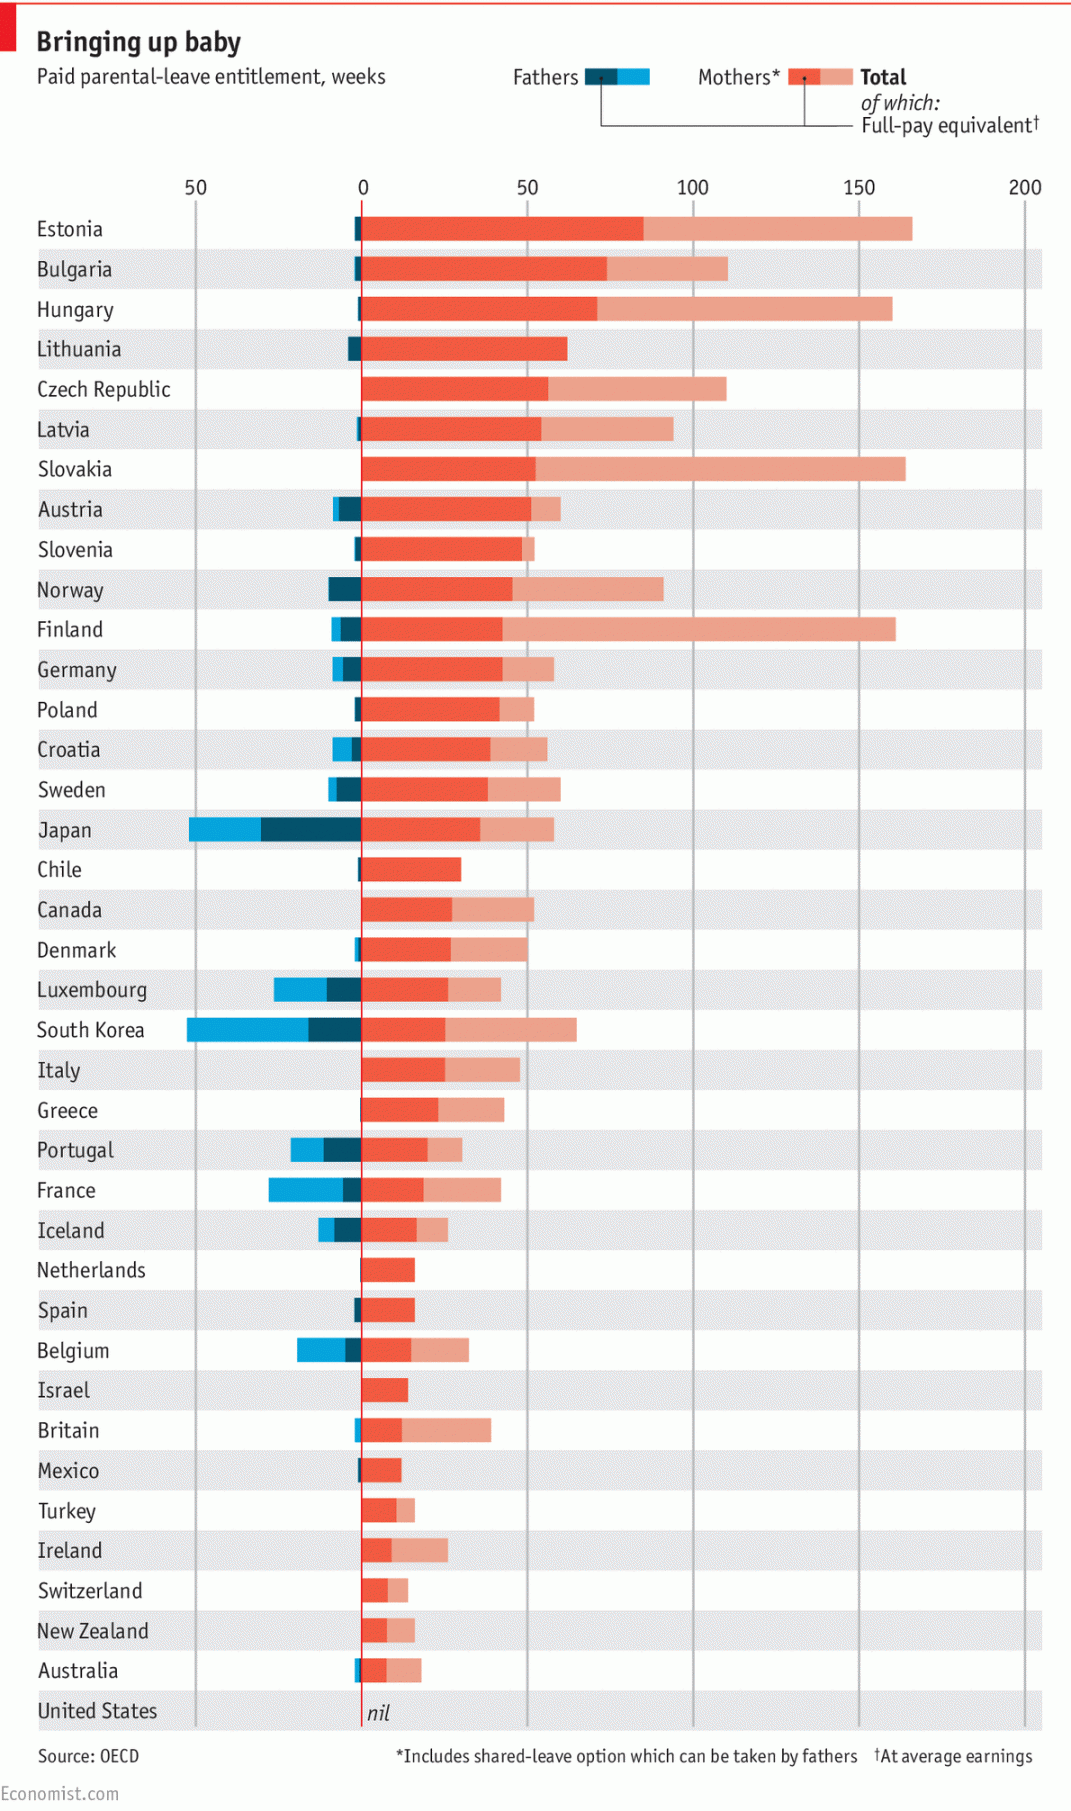 Bringing up baby
Paid parental-leave entitlement, weeks
Fathers
Mothers*
Total
of which:
Full-pay equivalent†
50 0 50 100 150 200
Estonia
Bulgaria
Hungary
Lithuania
Czech Republic
Latvia
Slovakia
Austria
Slovenia
Norway
Finland
Germany
Poland
Croatia
Sweden
Japan
Chile
Canada
Denmark
Luxembourg
South Korea
Italy
Greece
Portugal
France
Iceland
Netherlands
Spain
Belgium
Israel
Britain
Mexico
Turkey
Ireland
Switzerland
New Zealand
Australia
United States nil
Source: OECD *Includes shared-leave option which can be taken by fathers †At average earnings
Economist.com